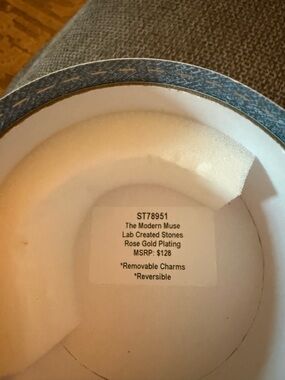 ST78951
The Modern Muse
Lab Created Stones
Rose Gold Plating
MSRP: $128
*Removable Charms
*Reversible